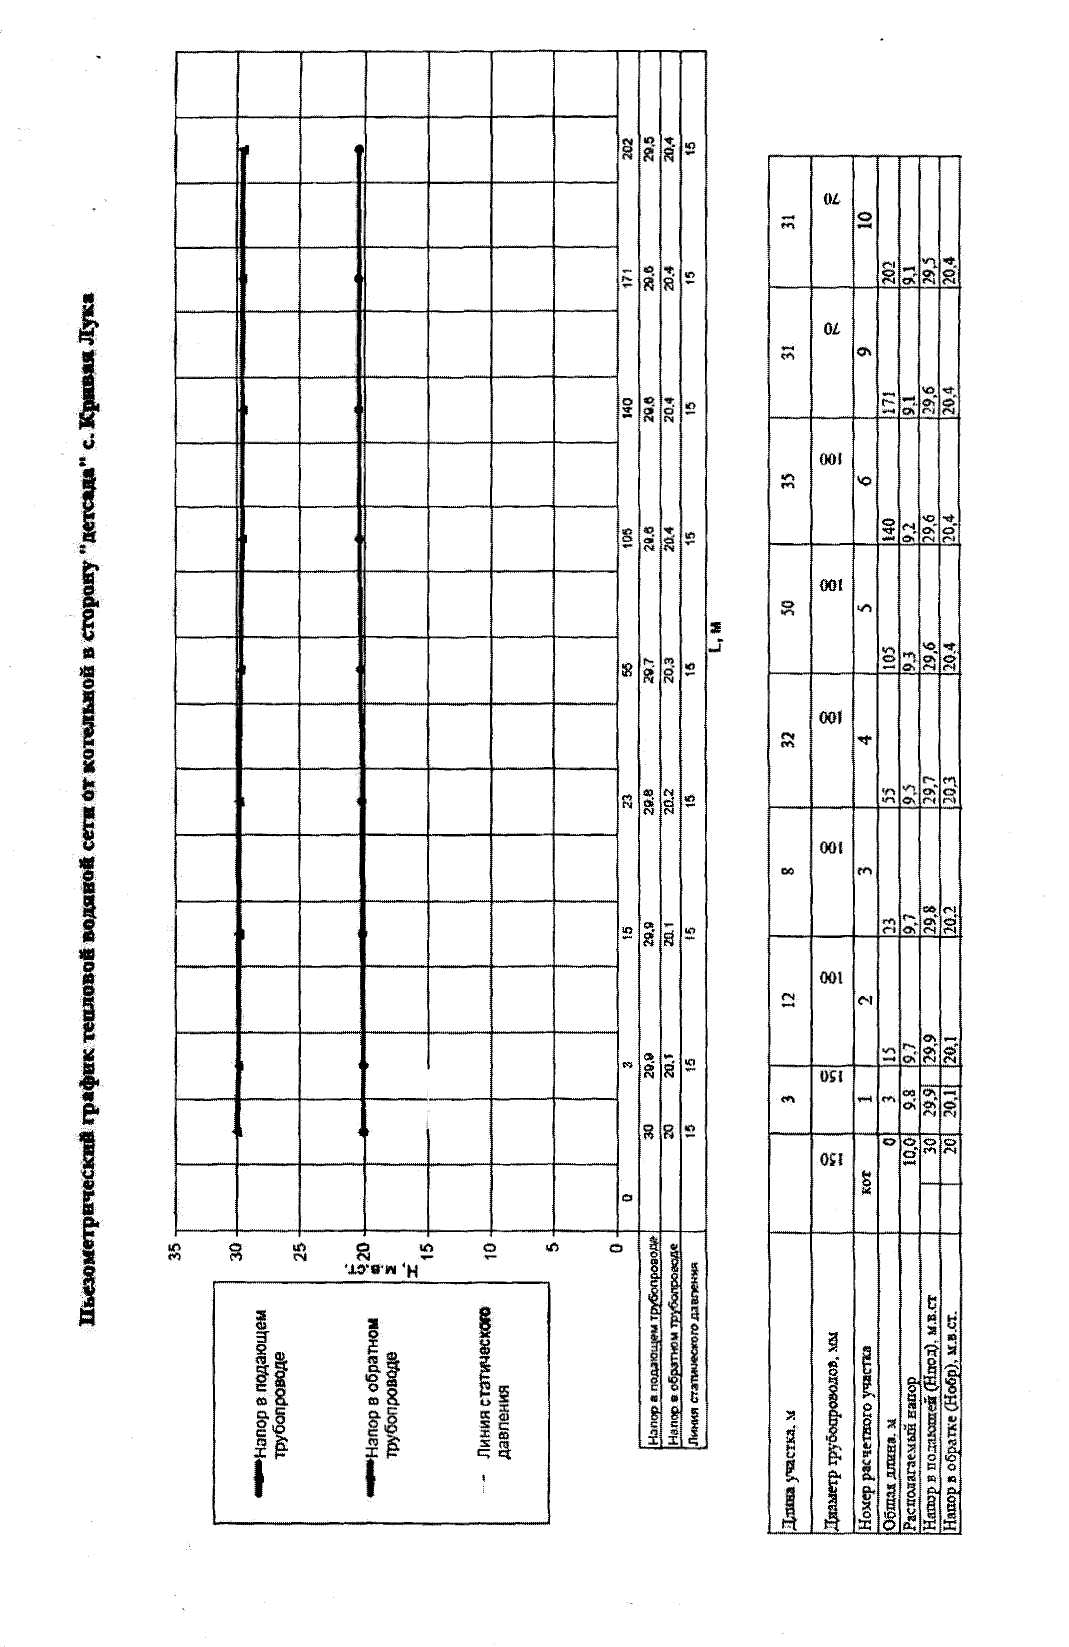 Пьезометрический график тепловой водяной сети от котельной в сторону "детсада" с. Кривая Лука
Напор в подающем
трубопроводе
Напор в обратном
трубопроводе
Линия статического
давления
H, м.в.ст.
35
30
25
20
15
10
5
0
0 3 15 23 55 105 140 171 202
Напор в подающем трубопроводе 30 29,9 29,9 29,8 29,7 29,6 29,6 29,6 29,5
Напор в обратном трубопроводе 20 20,1 20,1 20,2 20,3 20,4 20,4 20,4 20,4
Линия статического давления 15 15 15 15 15 15 15 15 15
L, м
Длина участка, м 3 12 8 32 50 35 31 31
Диаметр трубопроводов, мм 150 150 100 100 100 100 100 70 70
Номер расчетного участка кот 1 2 3 4 5 6 9 10
Общая длина, м 0 3 15 23 55 105 140 171 202
Располагаемый напор 10,0 9,8 9,7 9,7 9,5 9,3 9,2 9,1 9,1
Напор в подающей (Нпод), м.в.ст 30 29,9 29,9 29,8 29,7 29,6 29,6 29,6 29,5
Напор в обратке (Нобр), м.в.ст. 20 20,1 20,1 20,2 20,3 20,4 20,4 20,4 20,4